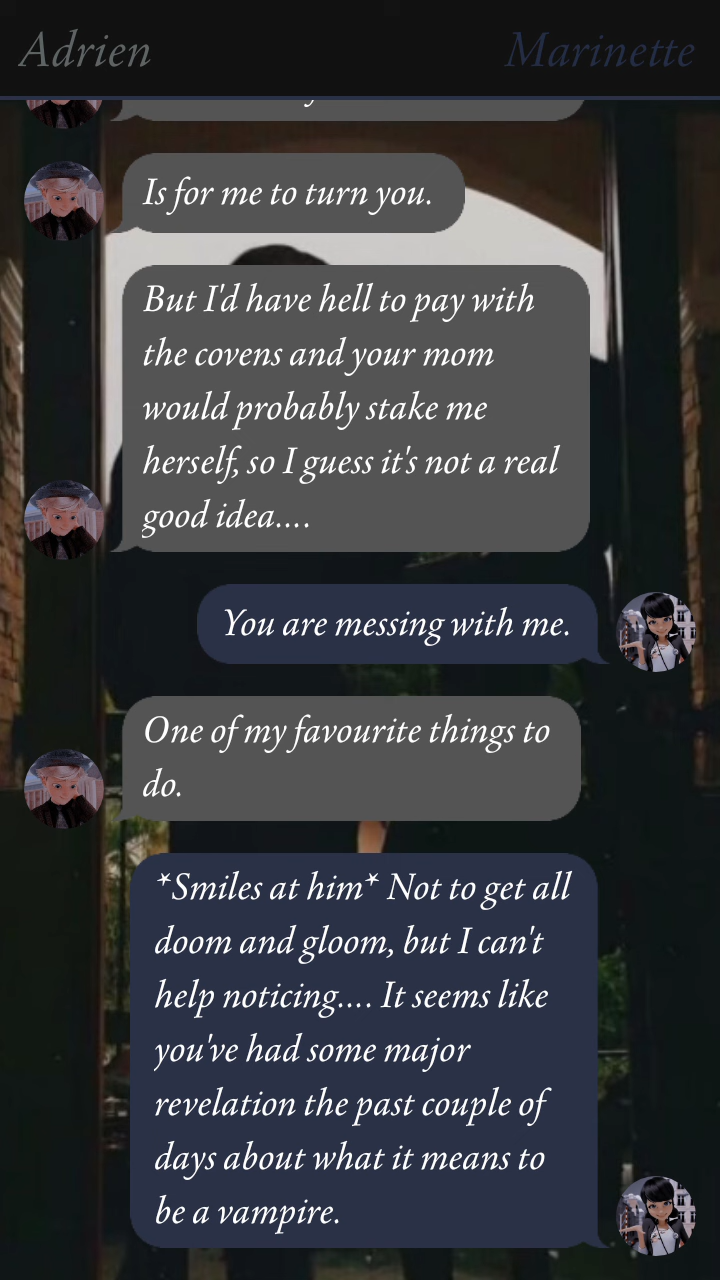 Adrien
Marinette
Is for me to turn you.
But I'd have hell to pay with
the covens and your mom
would probably stake me
herself, so I guess it's not a real
good idea....
You are messing with me.
One of my favourite things to
do.
*Smiles at him* Not to get all
doom and gloom, but I can't
help noticing.... It seems like
you've had some major
revelation the past couple of
days about what it means to
be a vampire.